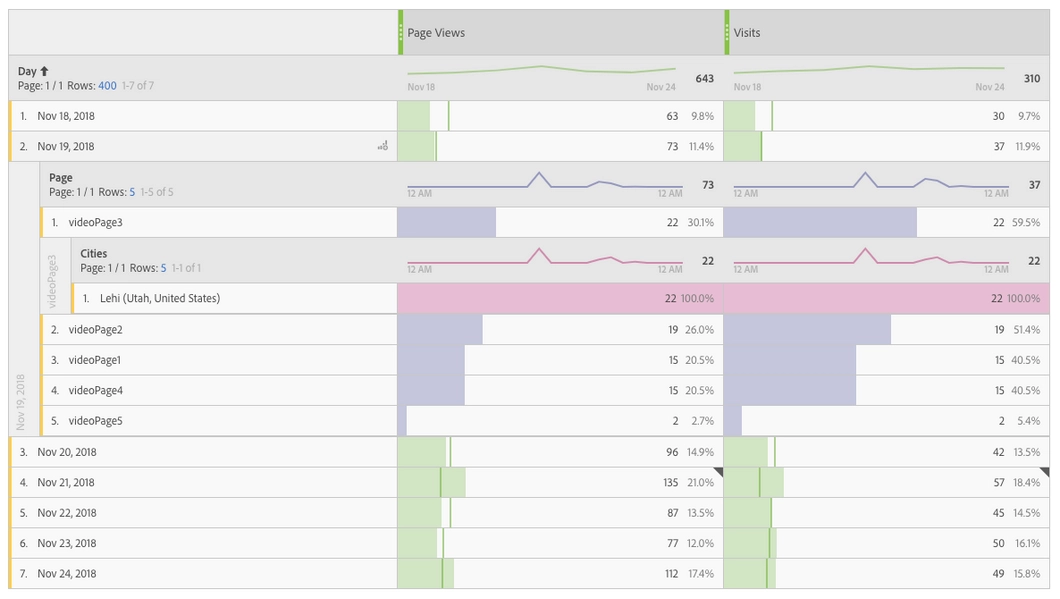 Page Views Visits
Day ↑ 643 310
Page: 1 / 1 Rows: 400 1-7 of 7 Nov 18 Nov 24 Nov 18 Nov 24
1. Nov 18, 2018 63 9.8% 30 9.7%
2. Nov 19, 2018 73 11.4% 37 11.9%
Page 73 37
Page: 1 / 1 Rows: 5 1-5 of 5 12 AM 12 AM 12 AM 12 AM
1. videoPage3 22 30.1% 22 59.5%
Cities 22 22
Page: 1 / 1 Rows: 5 1-1 of 1 12 AM 12 AM 12 AM 12 AM
videoPage3
1. Lehi (Utah, United States) 22 100.0% 22 100.0%
2. videoPage2 19 26.0% 19 51.4%
3. videoPage1 15 20.5% 15 40.5%
4. videoPage4 15 20.5% 15 40.5%
5. videoPage5 2 2.7% 2 5.4%
Nov 19, 2018
3. Nov 20, 2018 96 14.9% 42 13.5%
4. Nov 21, 2018 135 21.0% 57 18.4%
5. Nov 22, 2018 87 13.5% 45 14.5%
6. Nov 23, 2018 77 12.0% 50 16.1%
7. Nov 24, 2018 112 17.4% 49 15.8%